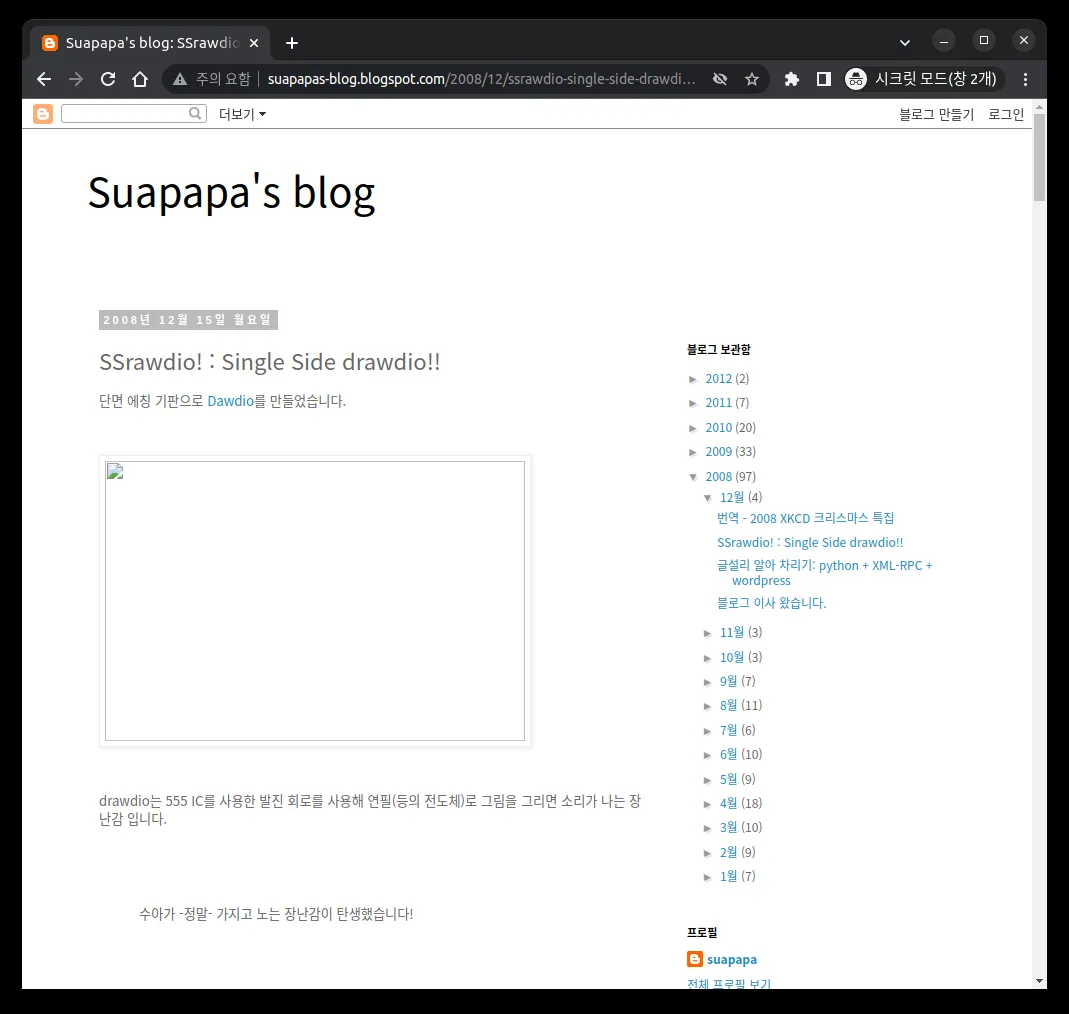 Suapapa's blog: SSrawdio
주의 요함
suapapas-blog.blogspot.com/2008/12/ssrawdio-single-side-drawdi…
시크릿 모드(창 2개)
더보기
블로그 만들기
로그인
Suapapa's blog
2008년 12월 15일 월요일
SSrawdio! : Single Side drawdio!!
단면 에칭 기판으로 Dawdio를 만들었습니다.
drawdio는 555 IC를 사용한 발진 회로를 사용해 연필(등의 전도체)로 그림을 그리면 소리가 나는 장
난감 입니다.
수아가 -정말- 가지고 노는 장난감이 탄생했습니다!
블로그 보관함
► 2012 (2)
► 2011 (7)
► 2010 (20)
► 2009 (33)
▼ 2008 (97)
▼ 12월 (4)
번역 - 2008 XKCD 크리스마스 특집
SSrawdio! : Single Side drawdio!!
글설리 알아 차리기: python + XML-RPC +
wordpress
블로그 이사 왔습니다.
► 11월 (3)
► 10월 (3)
► 9월 (7)
► 8월 (11)
► 7월 (6)
► 6월 (10)
► 5월 (9)
► 4월 (18)
► 3월 (10)
► 2월 (9)
► 1월 (7)
프로필
suapapa
전체 프로필 보기